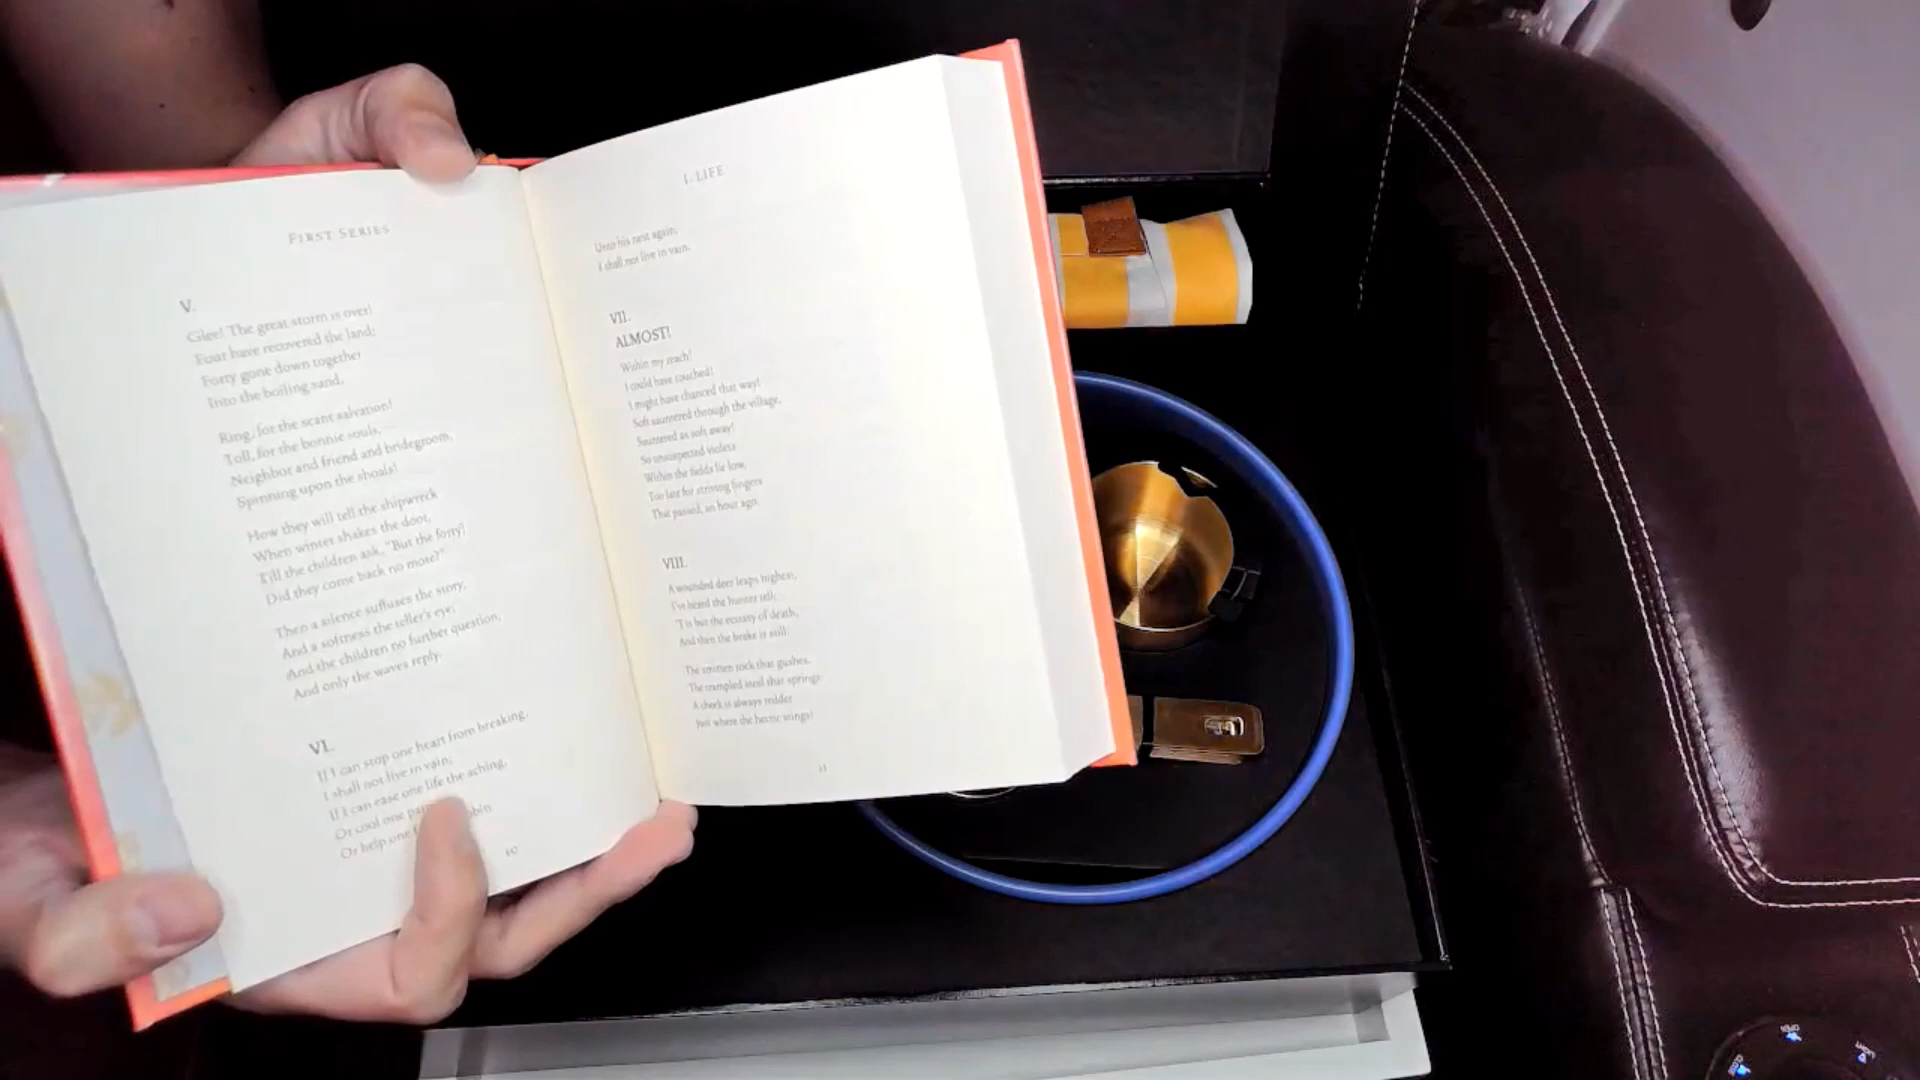 FIRST SERIES
V.
Glee! The great storm is over!
Four have recovered the land;
Forty gone down together
Into the boiling sand.
Ring, for the scant salvation!
Toll, for the bonnie souls,—
Neighbor and friend and bridegroom,
Spinning upon the shoals!
How they will tell the shipwreck
When winter shakes the door,
Till the children ask, "But the forty?
Did they come back no more?"
Then a silence suffuses the story,
And a softness the teller's eye;
And the children no further question,
And only the waves reply.
VI.
If I can stop one heart from breaking,
I shall not live in vain;
If I can ease one life the aching,
Or cool one pain
Or help one
10
I. LIFE
Unto his nest again,
I shall not live in vain.
VII.
ALMOST!
Within my reach!
I could have touched!
I might have chanced that way!
Soft sauntered through the village,
Sauntered as soft away!
So unsuspected violets
Within the fields lie low,
Too late for striving fingers
That passed, an hour ago.
VIII.
A wounded deer leaps highest,
I've heard the hunter tell;
'T is but the ecstasy of death,
And then the brake is still.
The smitten rock that gushes,
The trampled steel that springs:
A cheek is always redder
Just where the hectic stings!
11
OPEN
LIGHT